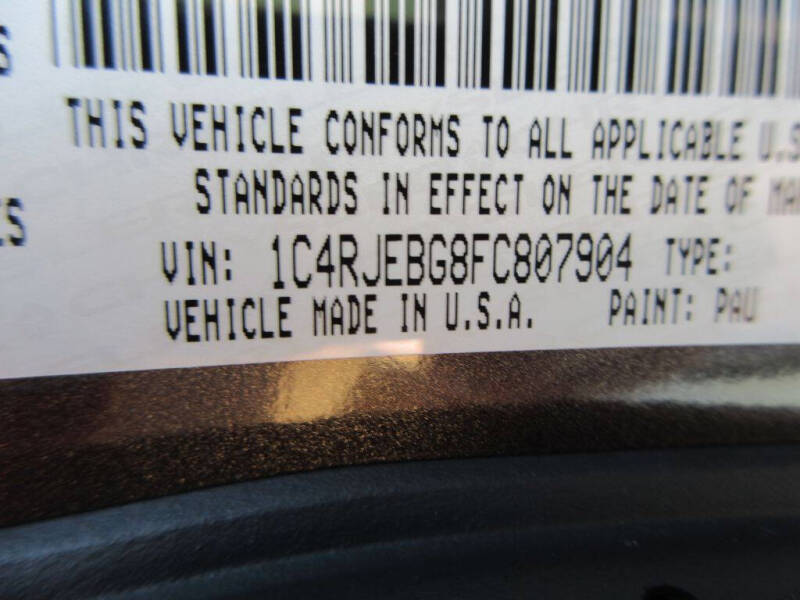 THIS VEHICLE CONFORMS TO ALL APPLICABLE U.S
STANDARDS IN EFFECT ON THE DATE OF MA
VIN: 1C4RJEBG8FC807904 TYPE:
VEHICLE MADE IN U.S.A. PAINT: PAU